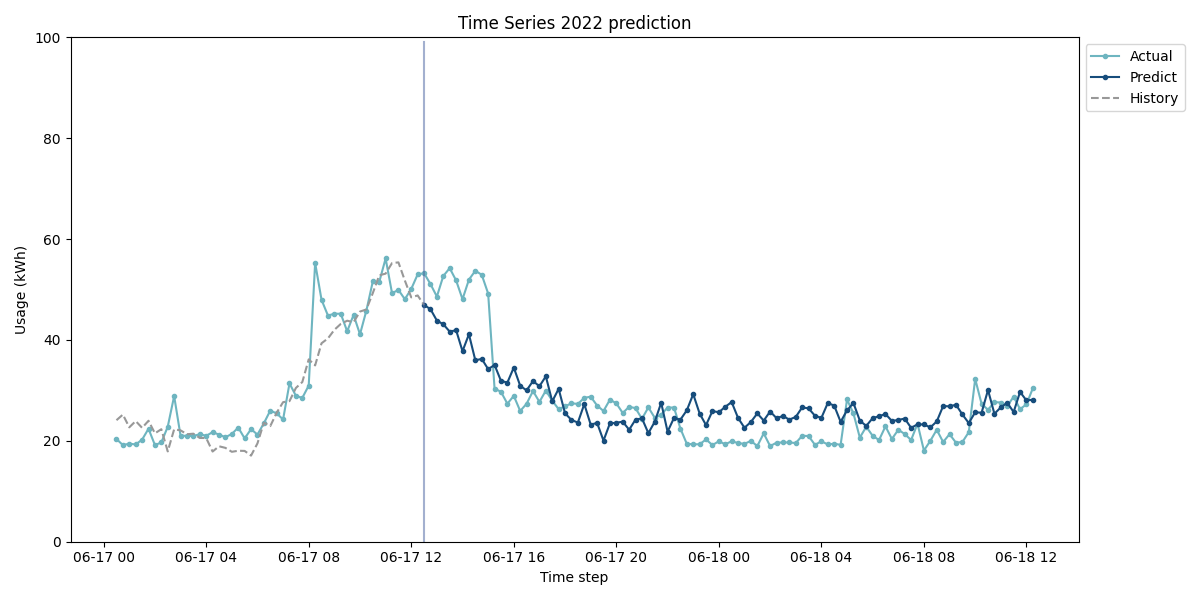 Time Series 2022 prediction
Actual
Predict
History
Usage (kWh)
100
80
60
40
20
0
06-17 00 06-17 04 06-17 08 06-17 12 06-17 16 06-17 20 06-18 00 06-18 04 06-18 08 06-18 12
Time step